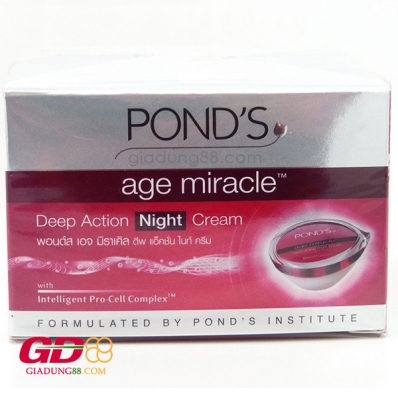 POND'S
giadung88.com
age miracle™
Deep Action Night Cream
พอนด์ส เอจ มิราเคิล ดีพ แอ็คชั่น ไนท์ ครีม
POND'S
with
Intelligent Pro-Cell Complex™
FORMULATED BY POND'S INSTITUTE
GD88
GIADUNG88.COM